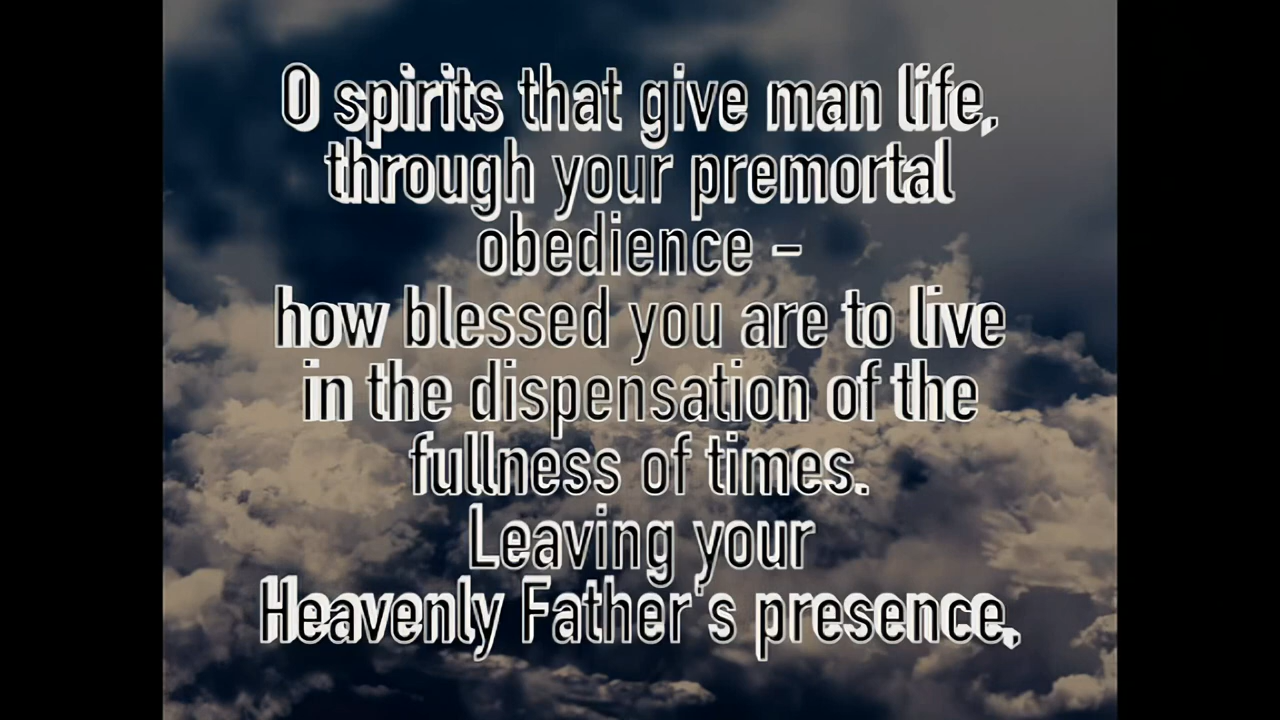 O spirits that give man life,
through your premortal
obedience –
how blessed you are to live
in the dispensation of the
fullness of times.
Leaving your
Heavenly Father's presence,